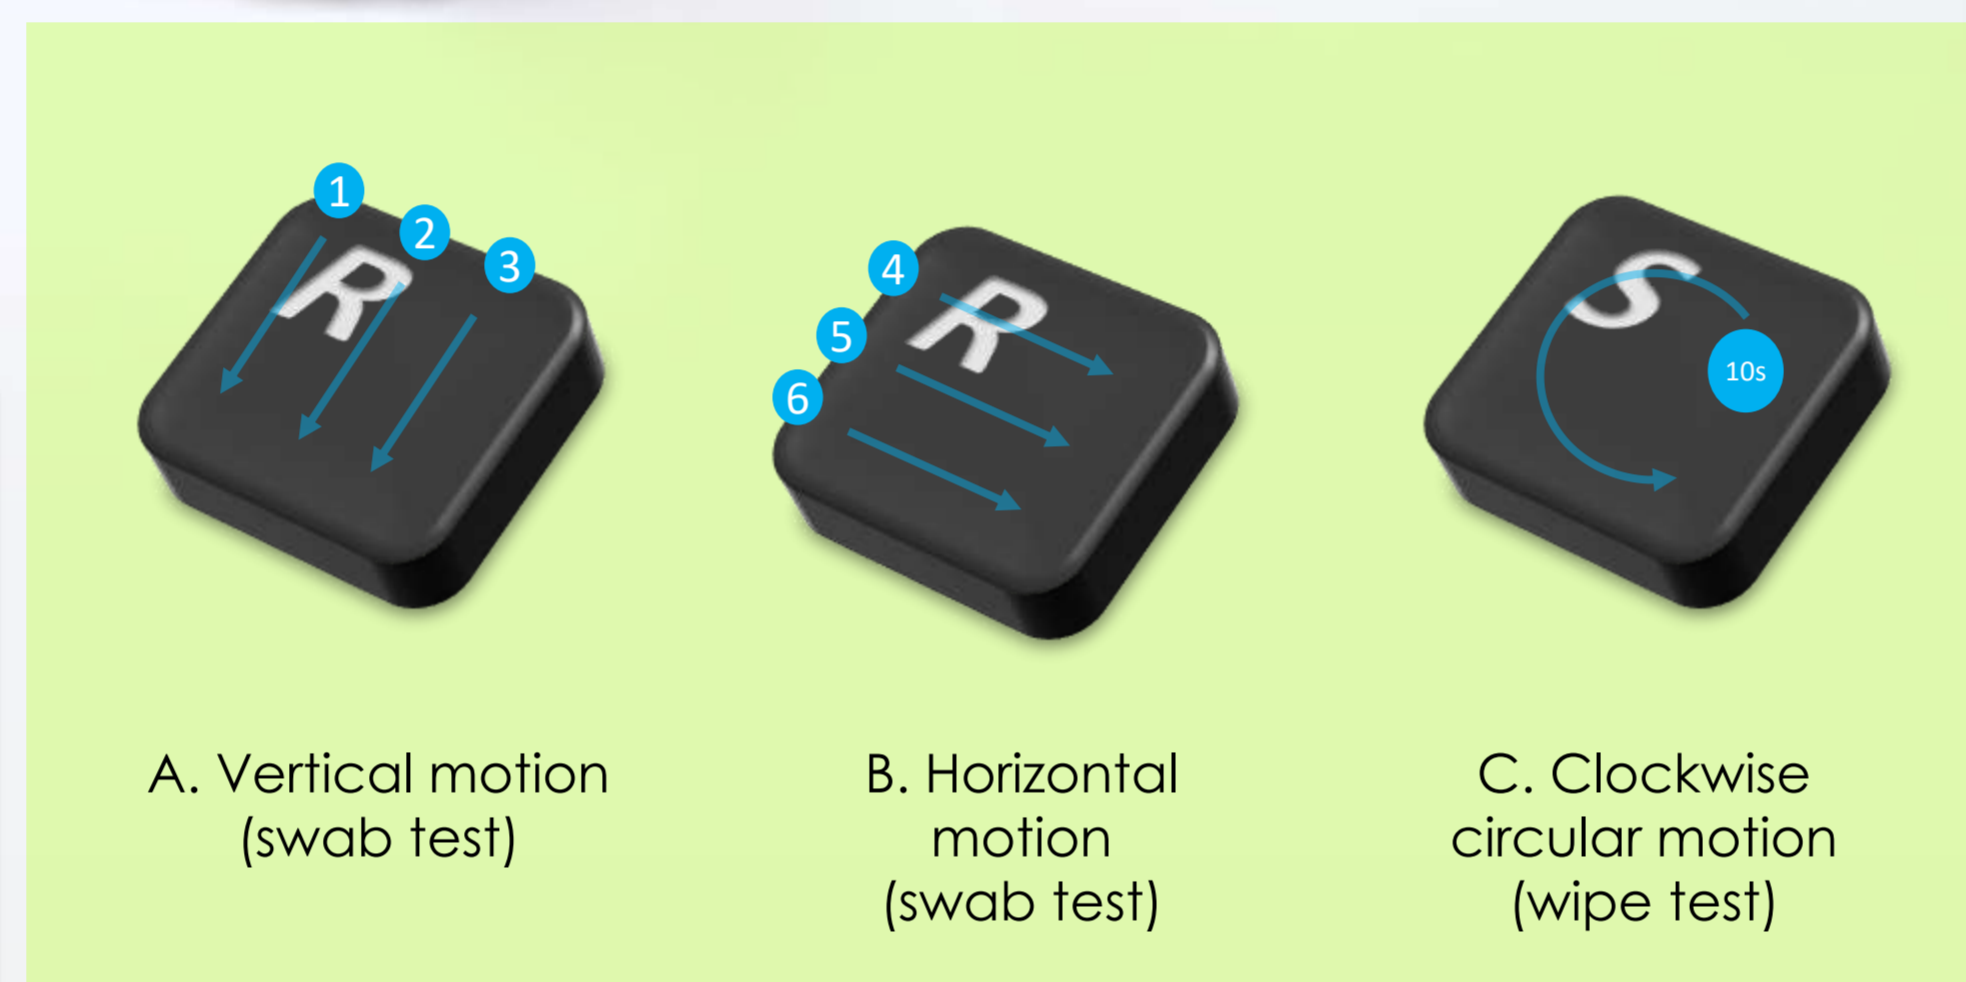 1
2
3
R
4
5
6
R
S
10s
A. Vertical motion
(swab test)
B. Horizontal
motion
(swab test)
C. Clockwise
circular motion
(wipe test)